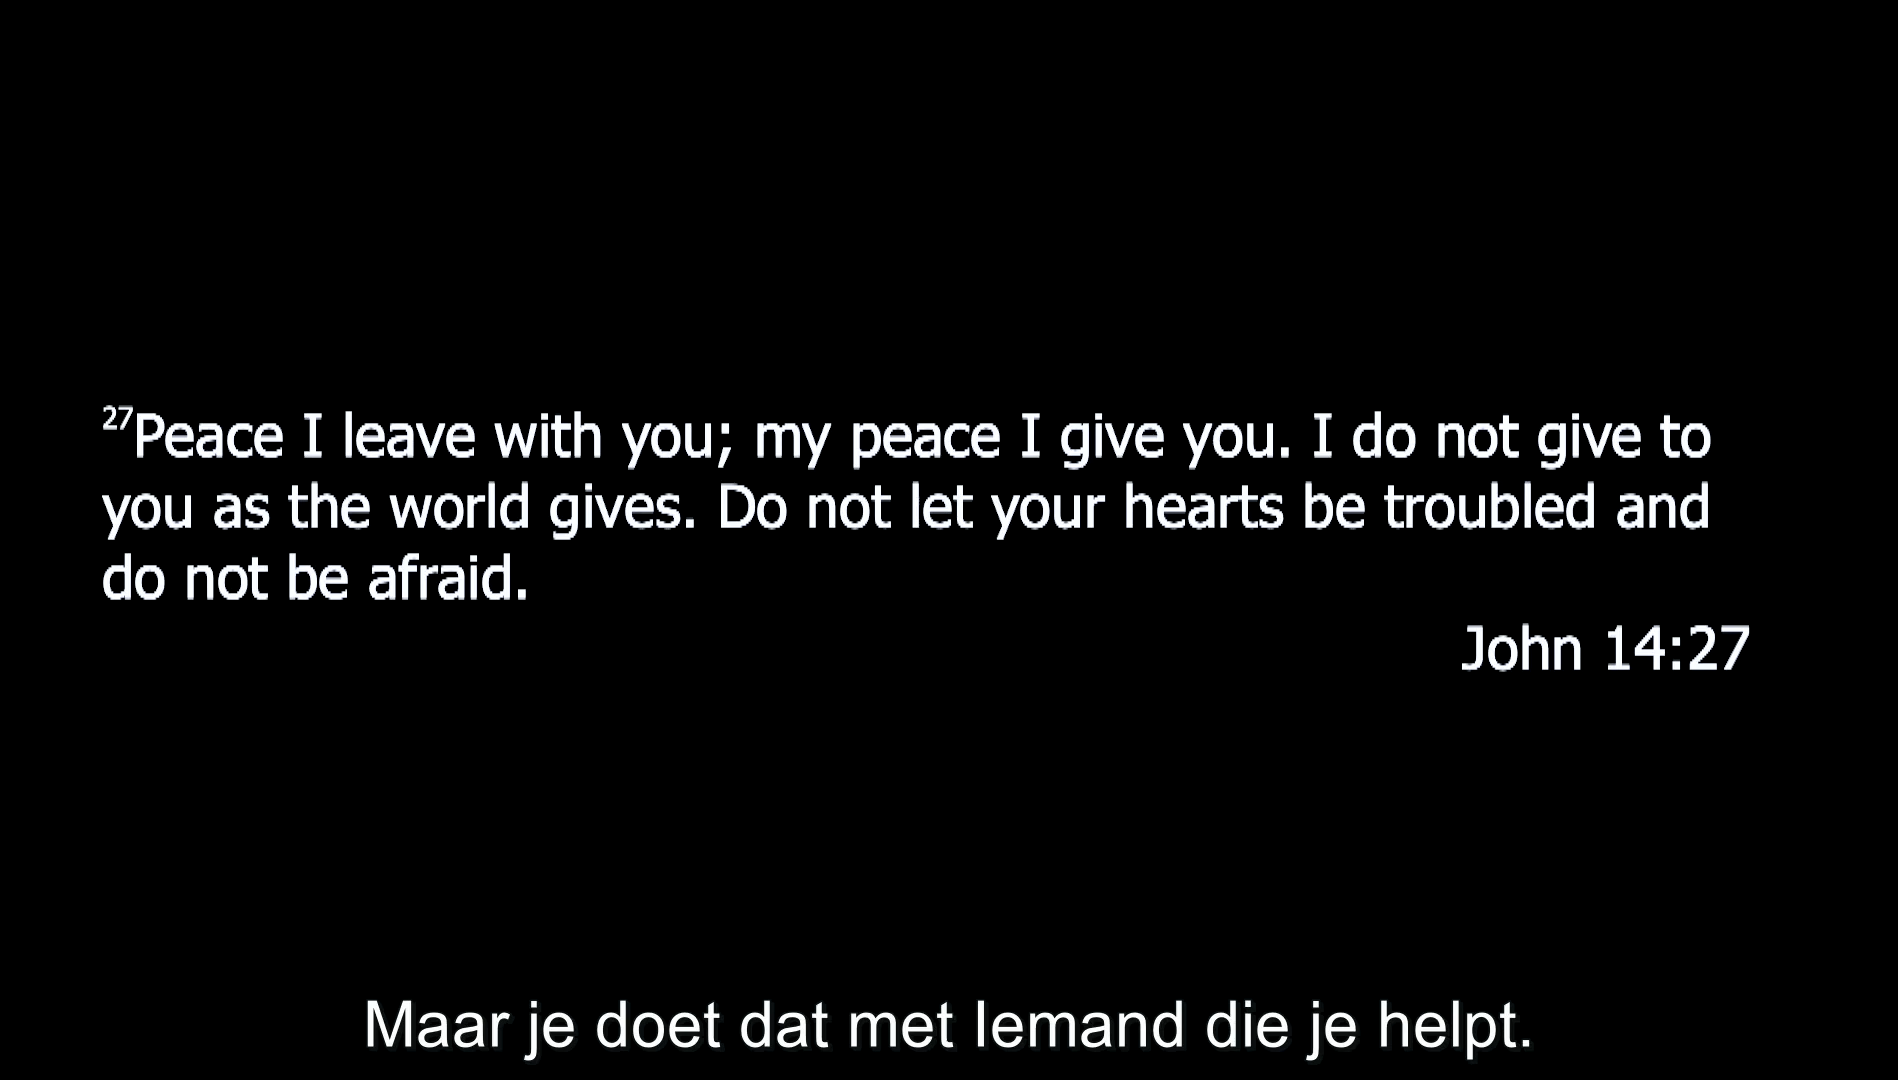 ²⁷Peace I leave with you; my peace I give you. I do not give to
you as the world gives. Do not let your hearts be troubled and
do not be afraid.
John 14:27
Maar je doet dat met Iemand die je helpt.